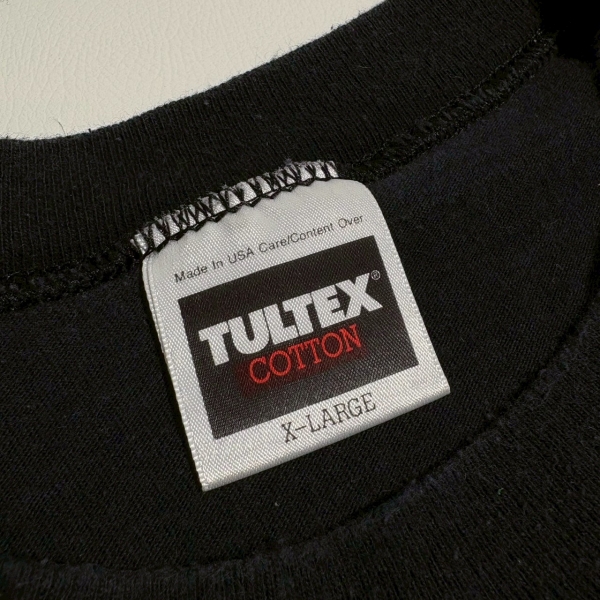 Made In USA Care/Content Over
TULTEX®
COTTON
X-LARGE